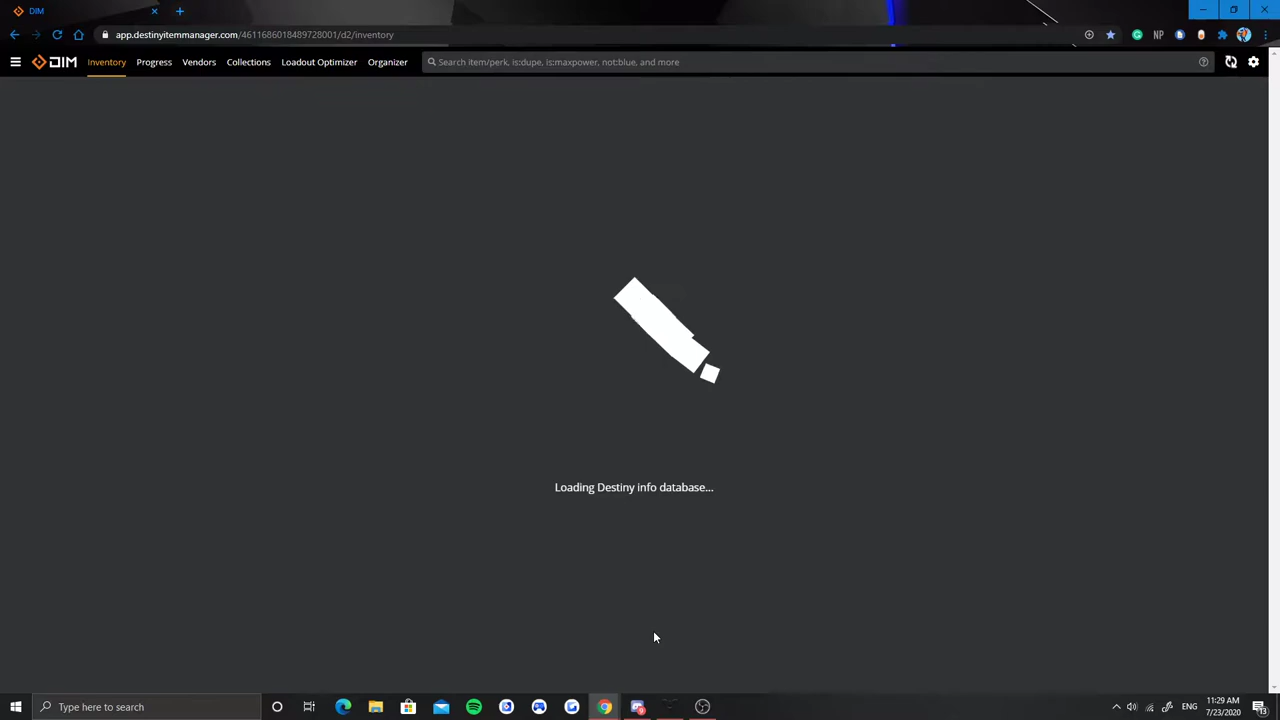 DIM
app.destinyitemmanager.com/4611686018489728001/d2/inventory
NP
DIM
Inventory
Progress
Vendors
Collections
Loadout Optimizer
Organizer
Search item/perk, is:dupe, is:maxpower, not:blue, and more
Loading Destiny info database...
Type here to search
ENG
11:29 AM
7/23/2020
13